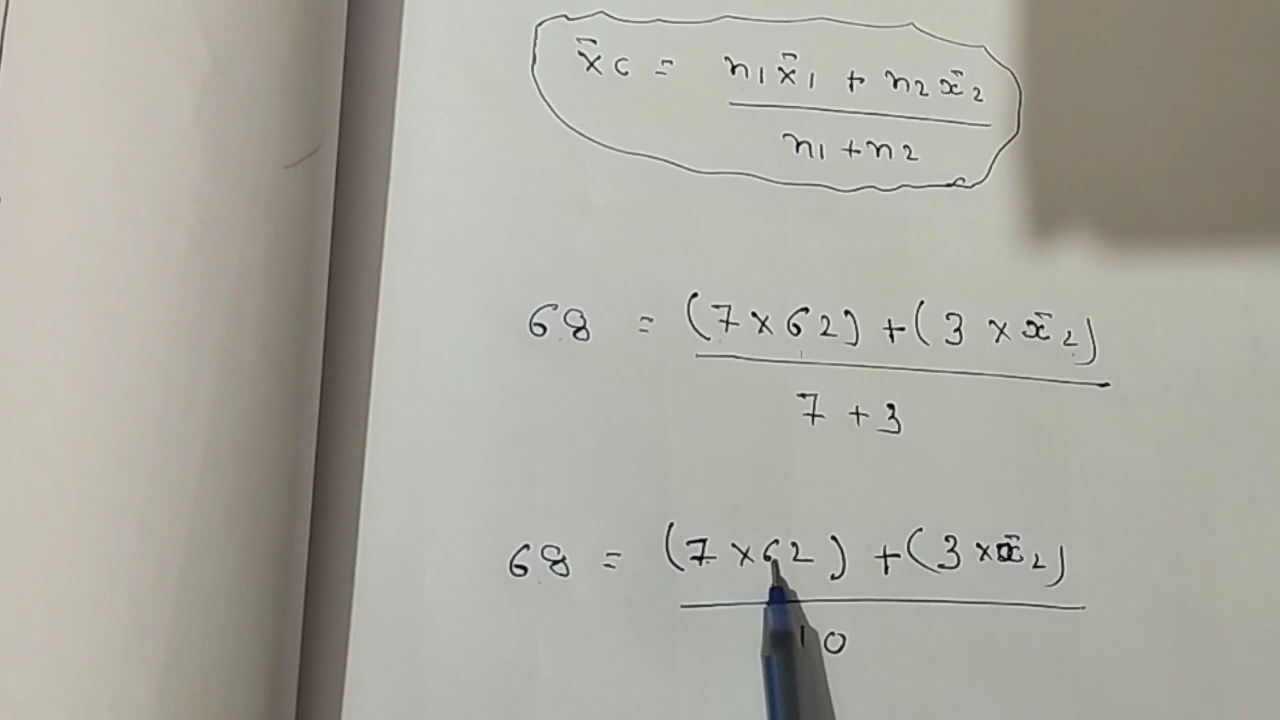 x̄c = n1x̄1 + n2x̄2
n1 + n2
68 = (7 × 62) + (3 × x̄2)
7 + 3
68 = (7 × 62) + (3 × x̄2)
10